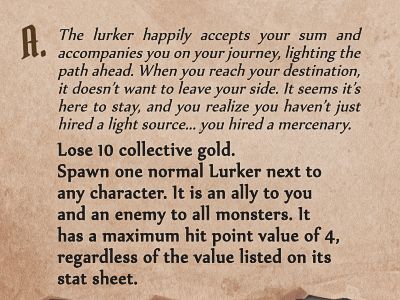 A. The lurker happily accepts your sum and
accompanies you on your journey, lighting the
path ahead. When you reach your destination,
it doesn't want to leave your side. It seems it's
here to stay, and you realize you haven't just
hired a light source... you hired a mercenary.
Lose 10 collective gold.
Spawn one normal Lurker next to
any character. It is an ally to you
and an enemy to all monsters. It
has a maximum hit point value of 4,
regardless of the value listed on its
stat sheet.